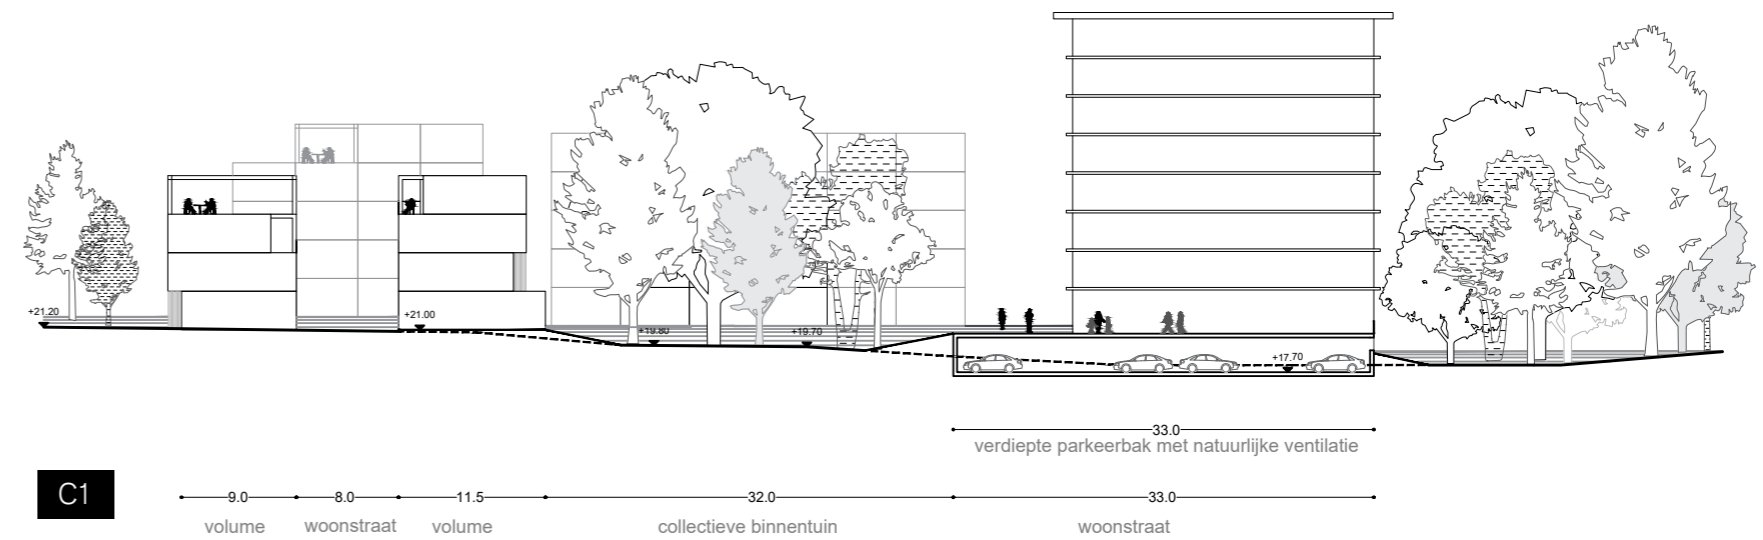 +21.20
+21.00
+19.80
+19.70
+17.70
33.0
verdiepte parkeerbak met natuurlijke ventilatie
C1
9.0
8.0
11.5
32.0
33.0
volume
woonstraat
volume
collectieve binnentuin
woonstraat